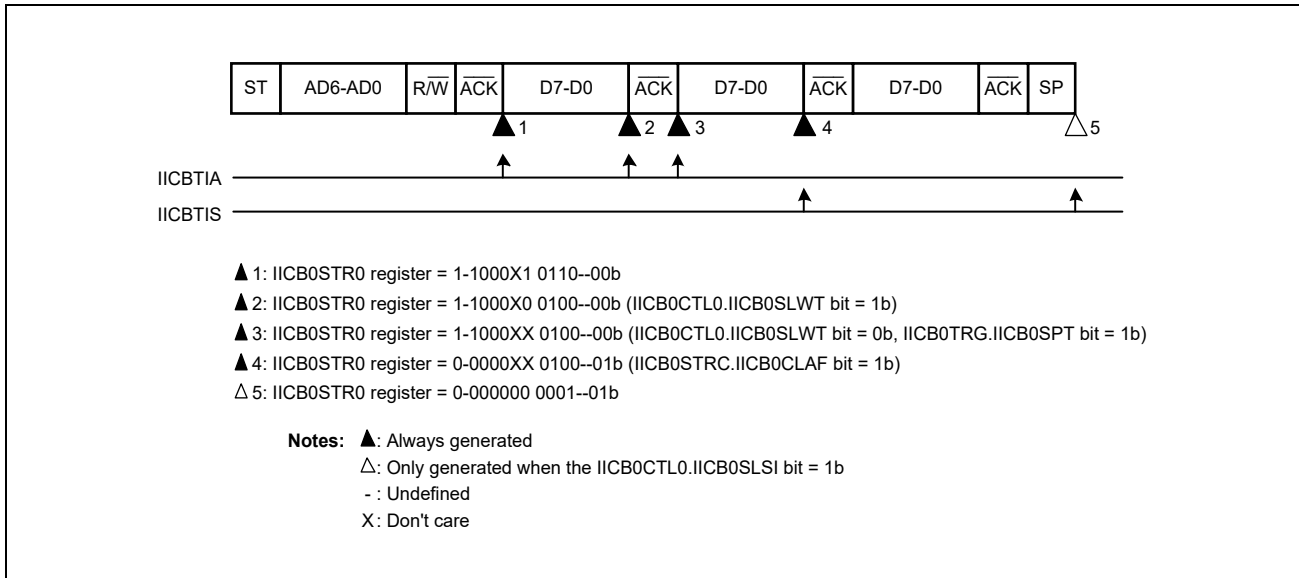 ST AD6-AD0 R/W̅ A̅C̅K̅ D7-D0 A̅C̅K̅ D7-D0 A̅C̅K̅ D7-D0 A̅C̅K̅ SP
▲1 ▲2 ▲3 ▲4 △5
IICBTIA
IICBTIS
▲1: IICB0STR0 register = 1-1000X1 0110--00b
▲2: IICB0STR0 register = 1-1000X0 0100--00b (IICB0CTL0.IICB0SLWT bit = 1b)
▲3: IICB0STR0 register = 1-1000XX 0100--00b (IICB0CTL0.IICB0SLWT bit = 0b, IICB0TRG.IICB0SPT bit = 1b)
▲4: IICB0STR0 register = 0-0000XX 0100--01b (IICB0STRC.IICB0CLAF bit = 1b)
△5: IICB0STR0 register = 0-000000 0001--01b
Notes: ▲: Always generated
△: Only generated when the IICB0CTL0.IICB0SLSI bit = 1b
- : Undefined
X: Don't care